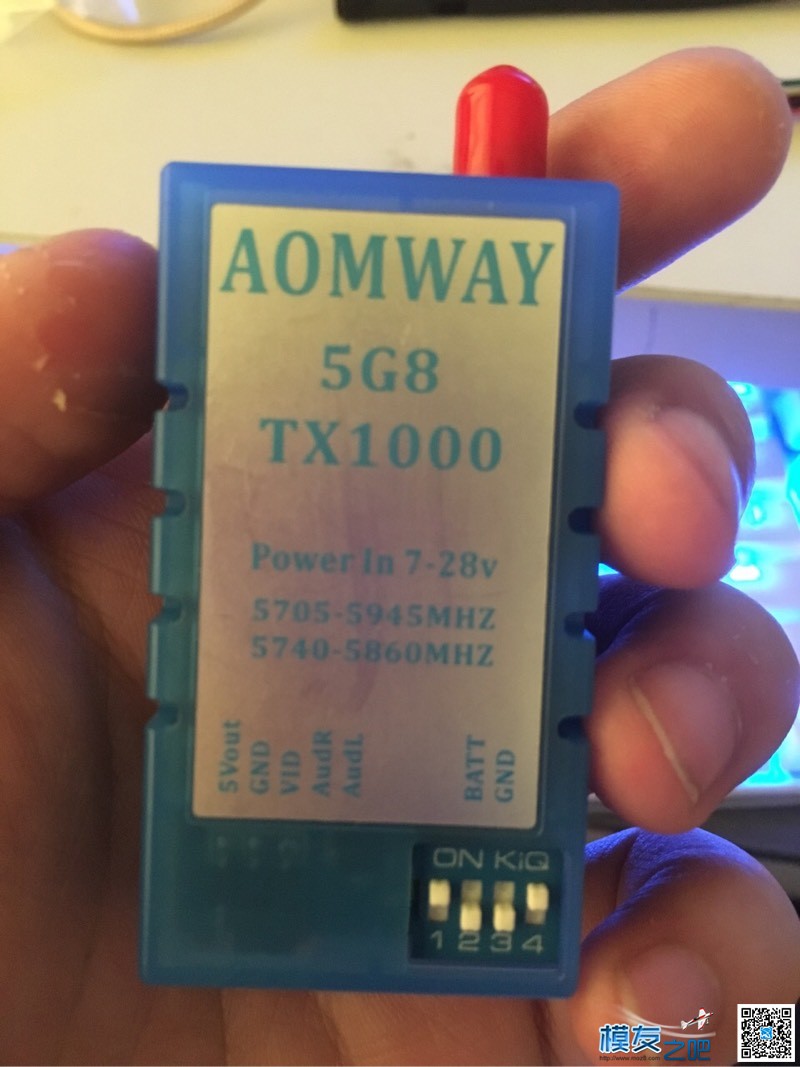 AOMWAY
5G8
TX1000
Power In 7-28v
5705-5945MHZ
5740-5860MHZ
5Vout
GND
VID
AudR
AudL
BATT
GND
ON KiQ
1 2 3 4
模友之吧